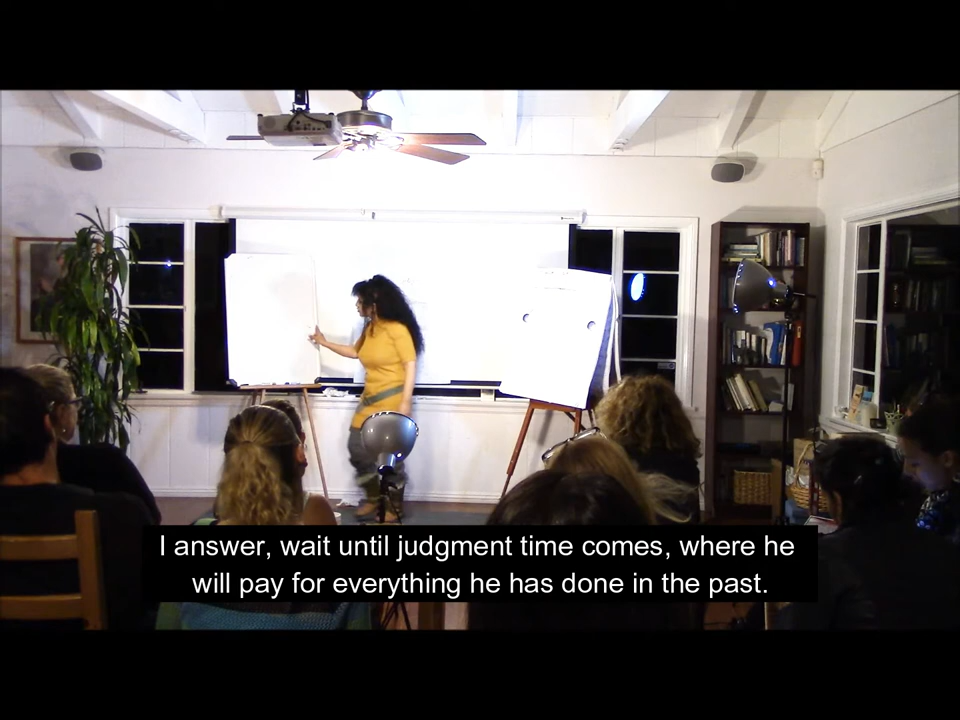 I answer, wait until judgment time comes, where he
will pay for everything he has done in the past.